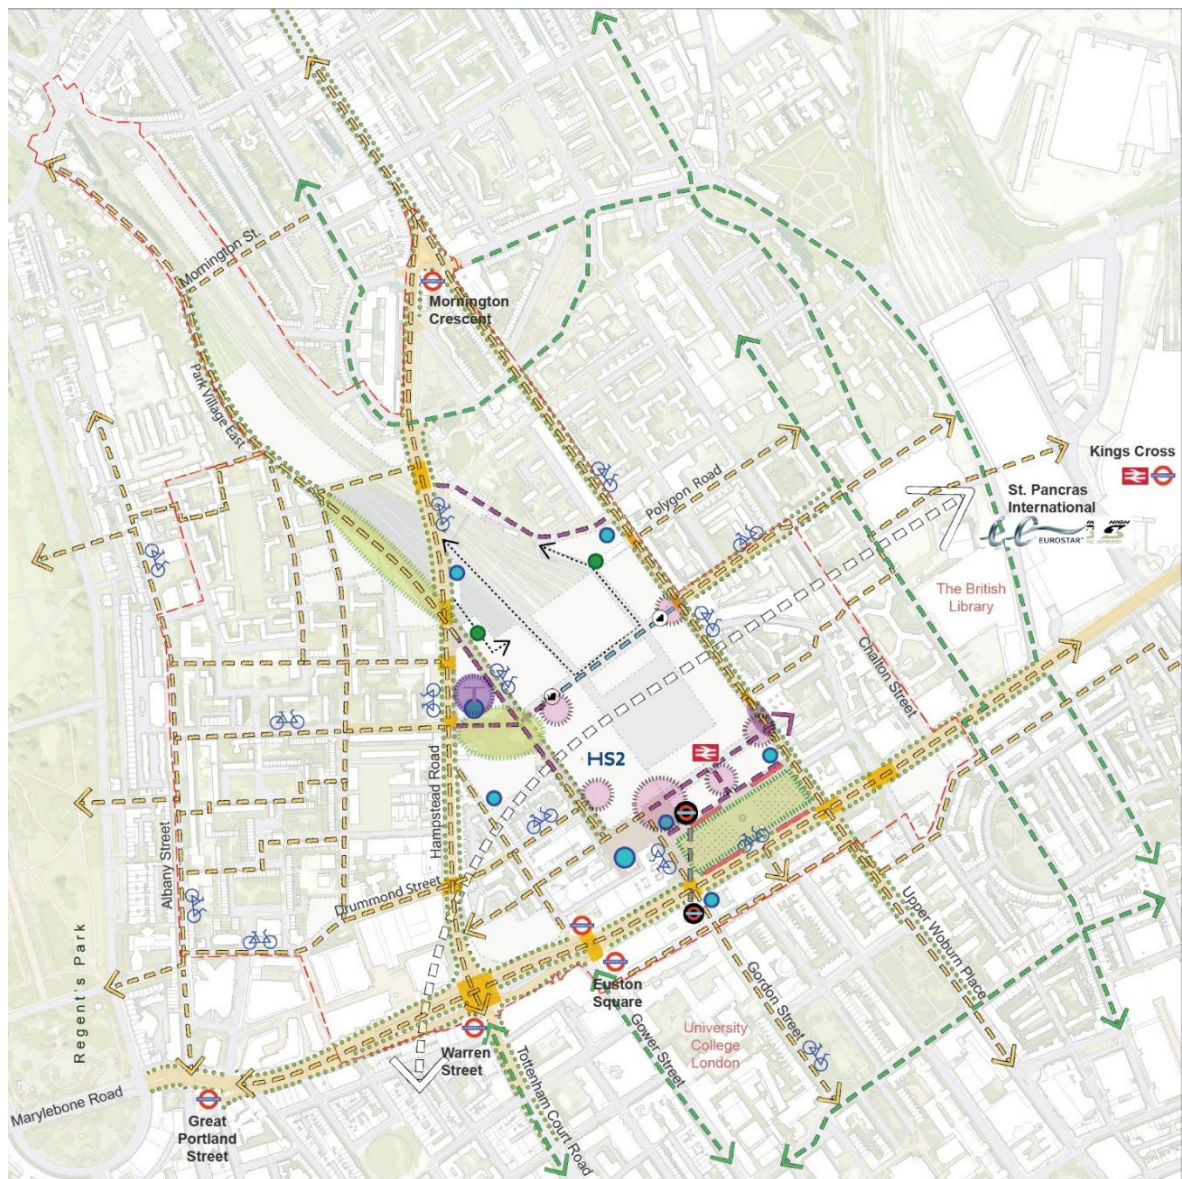 Mornington St.
Mornington
Crescent
Park Village East
Kings Cross
Polygon Road
St. Pancras
International
EUROSTAR
HIGH
SPEED
The British
Library
Chalton Street
HS2
Hampstead Road
Albany Street
Drummond Street
Upper Woburn Place
Regent's Park
Euston
Square
Gordon Street
Gower Street
University
College
London
Warren
Street
Tottenham Court Road
Marylebone Road
Great
Portland
Street